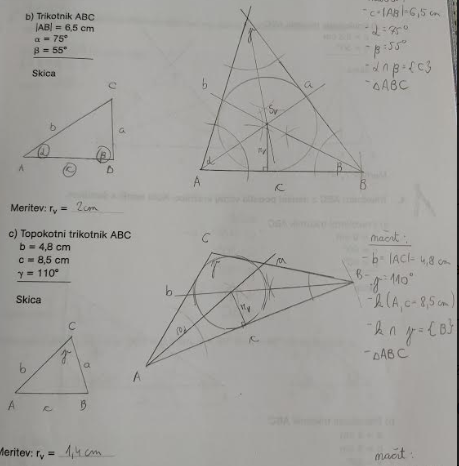 b) Trikotnik ABC
|AB| = 6,5 cm
α = 75°
β = 55°
Skica
C
b
a
α
β
A
c
B
γ
b
a
Sv
rv
α
β
A
c
B
načrt:
- c=|AB|=6,5 cm
- α=75°
- β=55°
- α∩β={C}
- △ABC
Meritev: rv = 2cm
c) Topokotni trikotnik ABC
b = 4,8 cm
c = 8,5 cm
γ = 110°
Skica
C
γ
b
a
A
c
B
C
γ
a
b
B
rv
c
A
načrt:
- b=|AC|=4,8 cm
- γ=110°
- k(A, c=8,5cm)
- k ∩ γ = {B}
- △ABC
Meritev: rv = 1,4 cm
načrt: